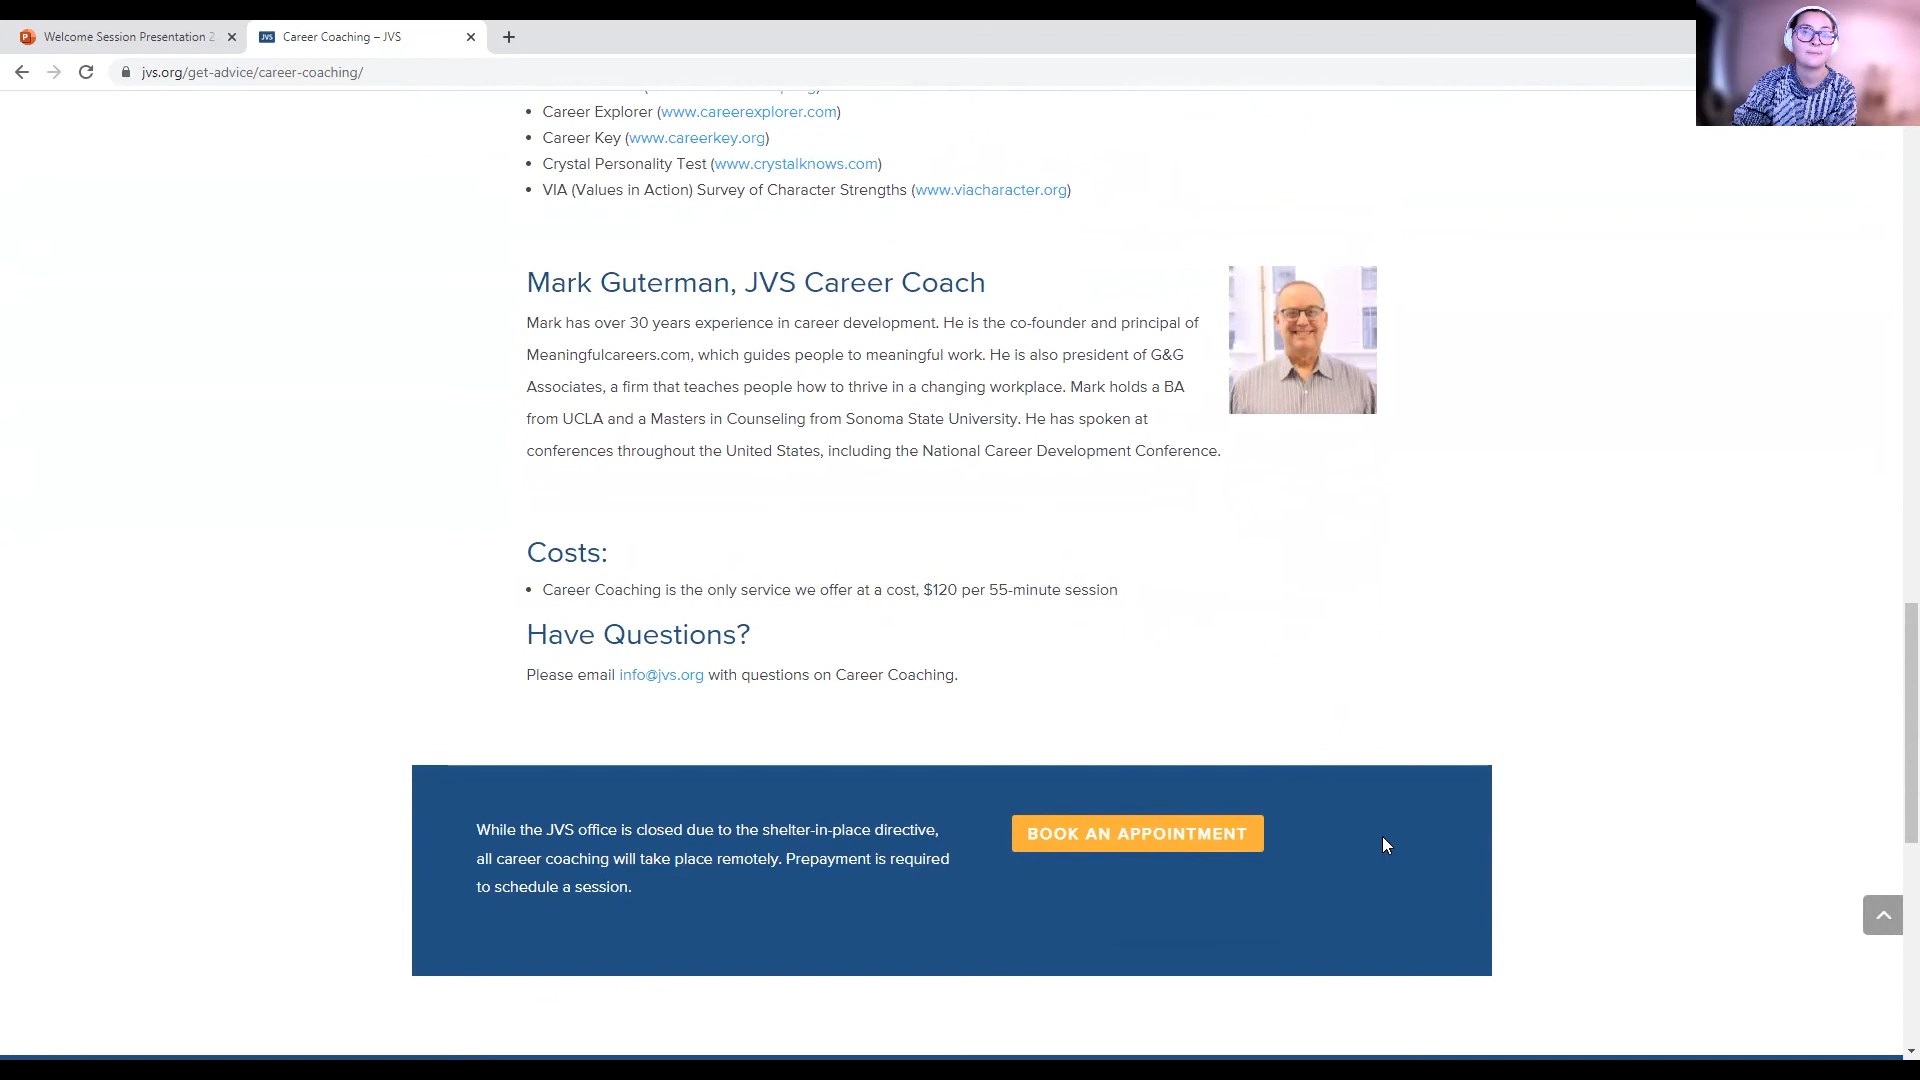 Welcome Session Presentation 2
JVS Career Coaching – JVS
jvs.org/get-advice/career-coaching/
• Career Explorer (www.careerexplorer.com)
• Career Key (www.careerkey.org)
• Crystal Personality Test (www.crystalknows.com)
• VIA (Values in Action) Survey of Character Strengths (www.viacharacter.org)
Mark Guterman, JVS Career Coach
Mark has over 30 years experience in career development. He is the co-founder and principal of
Meaningfulcareers.com, which guides people to meaningful work. He is also president of G&G
Associates, a firm that teaches people how to thrive in a changing workplace. Mark holds a BA
from UCLA and a Masters in Counseling from Sonoma State University. He has spoken at
conferences throughout the United States, including the National Career Development Conference.
Costs:
• Career Coaching is the only service we offer at a cost, $120 per 55-minute session
Have Questions?
Please email info@jvs.org with questions on Career Coaching.
While the JVS office is closed due to the shelter-in-place directive,
all career coaching will take place remotely. Prepayment is required
to schedule a session.
BOOK AN APPOINTMENT